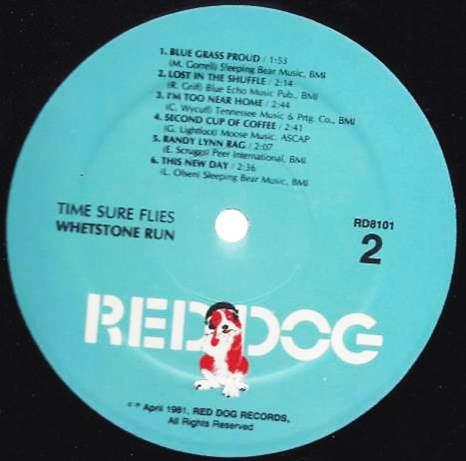 1. BLUE GRASS PROUD / 1:53
(M. Gorrell) Sleeping Bear Music, BMI
2. LOST IN THE SHUFFLE / 2:14
(R. Griff) Blue Echo Music Pub., BMI
3. I'M TOO NEAR HOME / 2:44
(C. Wycuff) Tennessee Music & Prtg. Co., BMI
4. SECOND CUP OF COFFEE / 2:41
(G. Lightfoot) Moose Music. ASCAP
5. RANDY LYNN RAG / 2:07
(E. Scruggs) Peer International, BMI
6. THIS NEW DAY / 2:36
(L. Olsen) Sleeping Bear Music, BMI
TIME SURE FLIES
WHETSTONE RUN
RD8101
2
RED DOG
© ℗ April 1981, RED DOG RECORDS,
All Rights Reserved